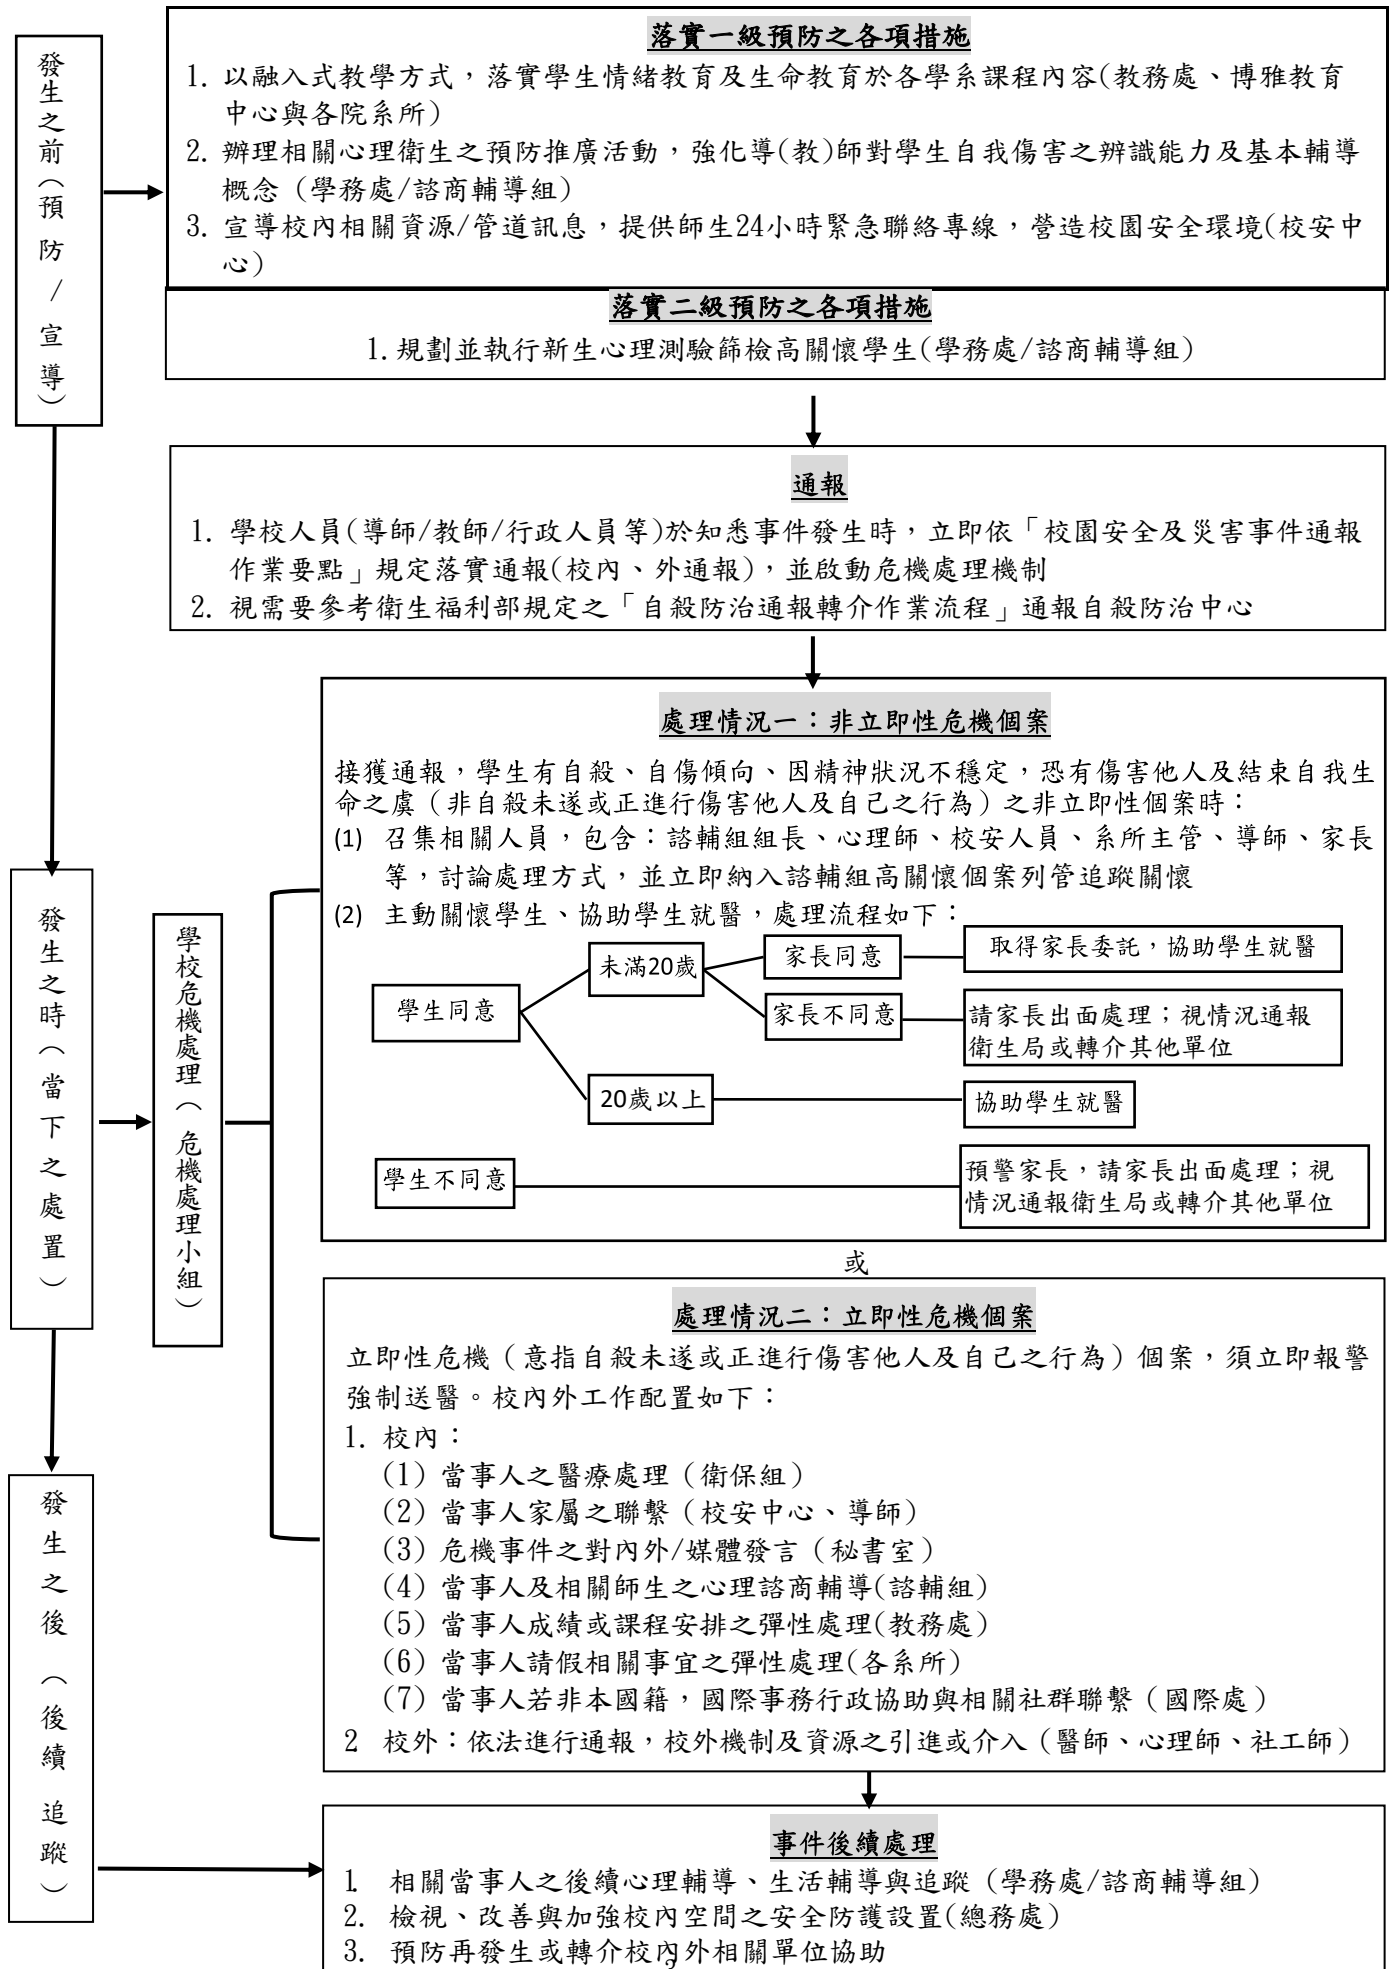 發生之前(預防/宣導)
落實一級預防之各項措施
1. 以融入式教學方式，落實學生情緒教育及生命教育於各學系課程內容(教務處、博雅教育
中心與各院系所)
2. 辦理相關心理衛生之預防推廣活動，強化導(教)師對學生自我傷害之辨識能力及基本輔導
概念 (學務處/諮商輔導組)
3. 宣導校內相關資源/管道訊息，提供師生24小時緊急聯絡專線，營造校園安全環境(校安中
心)
落實二級預防之各項措施
1.規劃並執行新生心理測驗篩檢高關懷學生(學務處/諮商輔導組)
通報
1. 學校人員(導師/教師/行政人員等)於知悉事件發生時，立即依「校園安全及災害事件通報
作業要點」規定落實通報(校內、外通報)，並啟動危機處理機制
2. 視需要參考衛生福利部規定之「自殺防治通報轉介作業流程」通報自殺防治中心
發生之時（當下之處置）
學校危機處理（危機處理小組）
處理情況一：非立即性危機個案
接獲通報，學生有自殺、自傷傾向、因精神狀況不穩定，恐有傷害他人及結束自我生
命之虞（非自殺未遂或正進行傷害他人及自己之行為）之非立即性個案時：
(1) 召集相關人員，包含：諮輔組組長、心理師、校安人員、系所主管、導師、家長
等，討論處理方式，並立即納入諮輔組高關懷個案列管追蹤關懷
(2) 主動關懷學生、協助學生就醫，處理流程如下：
學生同意
未滿20歲
家長同意
取得家長委託，協助學生就醫
家長不同意
請家長出面處理；視情況通報
衛生局或轉介其他單位
20歲以上
協助學生就醫
學生不同意
預警家長，請家長出面處理；視
情況通報衛生局或轉介其他單位
或
處理情況二：立即性危機個案
立即性危機（意指自殺未遂或正進行傷害他人及自己之行為）個案，須立即報警
強制送醫。校內外工作配置如下：
1. 校內：
(1) 當事人之醫療處理（衛保組）
(2) 當事人家屬之聯繫（校安中心、導師）
(3) 危機事件之對內外/媒體發言（秘書室）
(4) 當事人及相關師生之心理諮商輔導(諮輔組)
(5) 當事人成績或課程安排之彈性處理(教務處)
(6) 當事人請假相關事宜之彈性處理(各系所)
(7) 當事人若非本國籍，國際事務行政協助與相關社群聯繫（國際處）
2 校外：依法進行通報，校外機制及資源之引進或介入（醫師、心理師、社工師）
發生之後（後續追蹤）
事件後續處理
1. 相關當事人之後續心理輔導、生活輔導與追蹤 (學務處/諮商輔導組)
2. 檢視、改善與加強校內空間之安全防護設置(總務處)
3. 預防再發生或轉介校內外相關單位協助